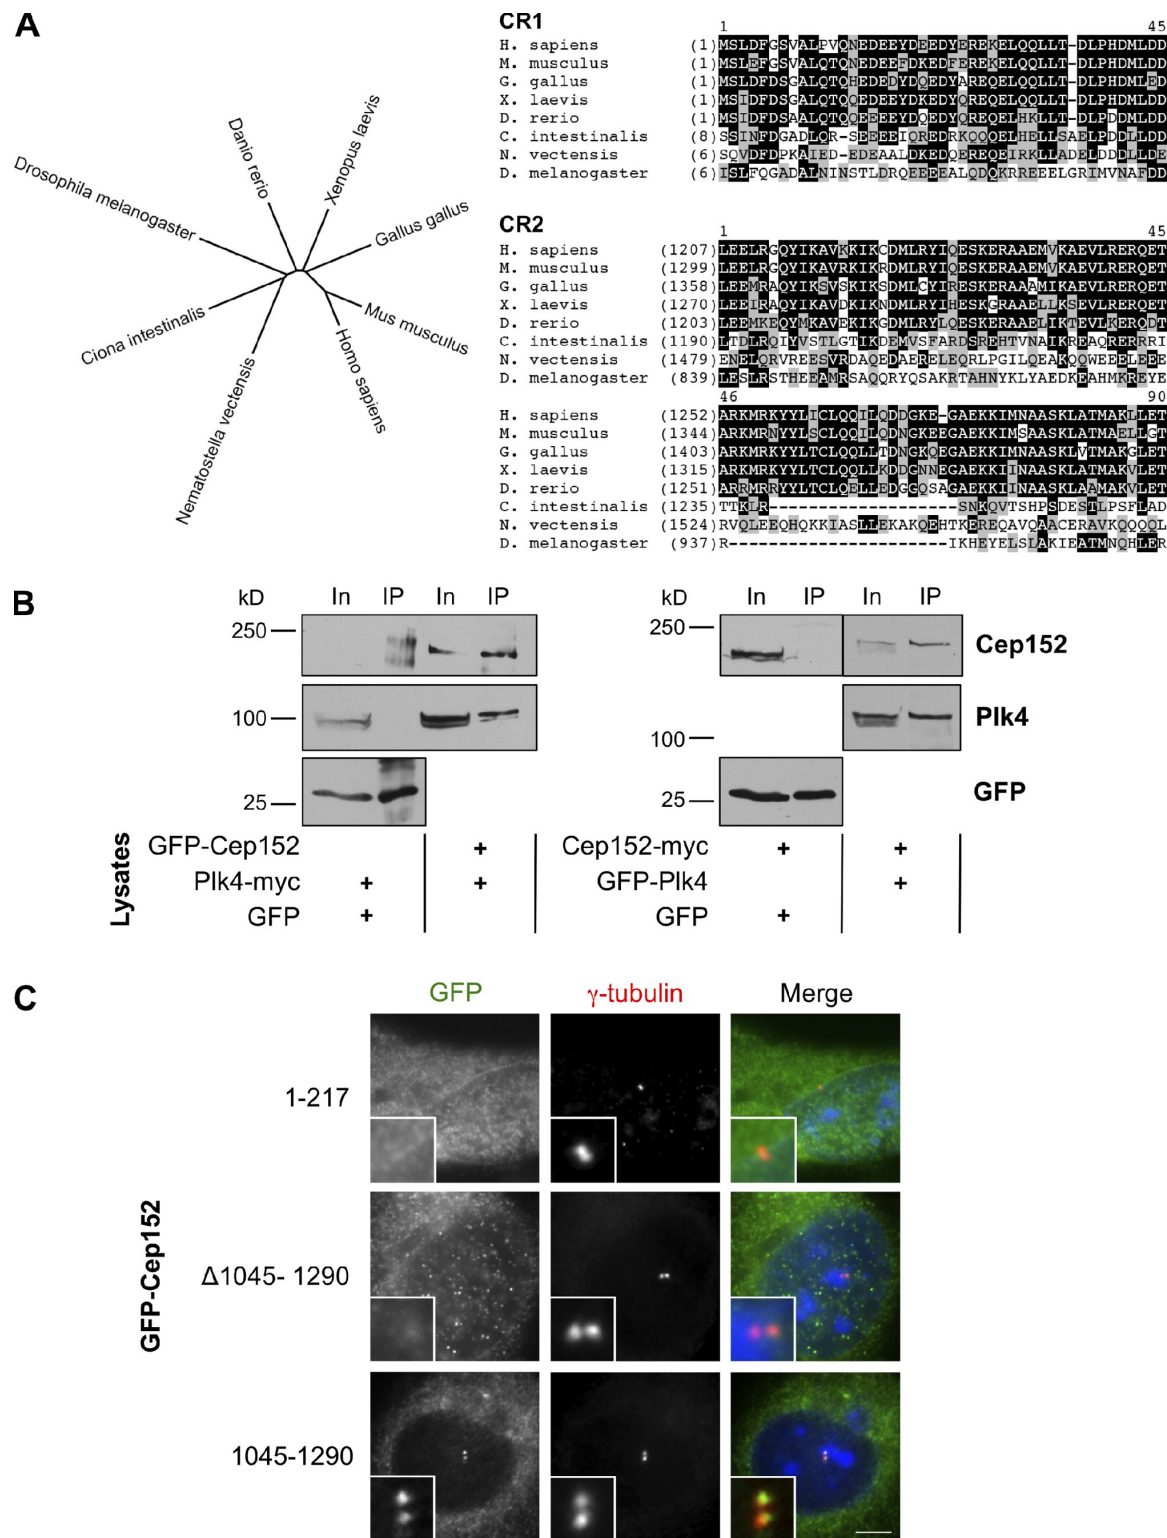 A
Drosophila melanogaster
Danio rerio
Xenopus laevis
Gallus gallus
Mus musculus
Homo sapiens
Nematostella vectensis
Ciona intestinalis
CR1
1 45
H. sapiens (1) MSLDFGSVALPVQNEDEEYDEEDYEREKELQQLLT-DLPHDMLDD
M. musculus (1) MSLEFGSVALQTQNEDEEFDKEDFEREKELQQLLT-DLPHDMLDD
G. gallus (1) MSLDFDSGALQTQHEDEDYDQEDYAREQELQQLLT-DLPHDMLED
X. laevis (1) MSIDFDSGALQTQQEDEEYDKEDYQREQELQQLLT-DLPHDMLDD
D. rerio (1) MSIDFDSAALQTQQEEEEYDQEDYQREQELHKLLT-DLPDDMLDD
C. intestinalis (8) SSINFDGADLQR-SEEEEIQREDRKQQQELHELLSAELPDDLLDD
N. vectensis (6) SQVDFDPKAIED-EDEAALDKEDQEREQEIRKLLADELDDDLLDE
D. melanogaster (6) ISLFQGADALNINSTLDRQEEEEALQDQKRREEELGRIMVNAFDD
CR2
1 45
H. sapiens (1207) LEELRGQYIKAVKKIKCDMLRYIQESKERAAEMVKAEVLRERQET
M. musculus (1299) LEELRGQYIKAVRKIKRDMLRYIQESKERAAEMVKAEVLRERQET
G. gallus (1358) LEEMRAQYIKSVSKIKSDMLCYIRESKERAAAMIKAEVLRERQET
X. laevis (1270) LEEIRAQYIKAVDKIKNDMLRYIHESKGRAAELLKSEVLRERQET
D. rerio (1203) LEEMKEQYMKAVEKIKGDMLRYLQESKERAAELIKTEVLKERQDT
C. intestinalis (1190) LTDLRQIYVSTLGTIKDEMVSFARDSREHTVNAIKREAQRERRRI
N. vectensis (1479) ENELQRVREESVRDAQEDAERELEQRLPGILQEAKQQWEEELEEE
D. melanogaster (839) LESLRSTHEEAMRSAQQRYQSAKRTAHNYKLYAEDKEAHMKREYE
46 90
H. sapiens (1252) ARKMRKYYLICLQQILQDDGKE-GAEKKIMNAASKLATMAKLLET
M. musculus (1344) ARKMRNYYLSCLQQILQDNGKEEGAEKKIMSAASKLATMAELLGT
G. gallus (1403) ARKMRKYYLTCLQQLLTDNGKQEGAEKKIMNAASKLVTMAKGLET
X. laevis (1315) ARKMRKYYLTCLQQLLKDDGNNEGAEKKIINAASKLATMAKVLET
D. rerio (1251) ARRMRRYYLTCLQELLEDGGQSAGAEKKIINAASKLAAMAKVLET
C. intestinalis (1235) TTKLR-------------------SNKQVTSHPSDESTLPSFLAD
N. vectensis (1524) RVQLEEQHQKKIASLLEKAKQEHTKEREQAVQAACERAVKQQQQL
D. melanogaster (937) R----------------------IKHEYELSLAKIEATMNQHLER
B
kD In IP In IP
250
100
25
kD In IP In IP
250
100
25
Cep152
Plk4
GFP
Lysates
GFP-Cep152 +
Plk4-myc + +
GFP +
Cep152-myc + +
GFP-Plk4 +
GFP +
C
GFP γ-tubulin Merge
GFP-Cep152
1-217
Δ1045- 1290
1045-1290